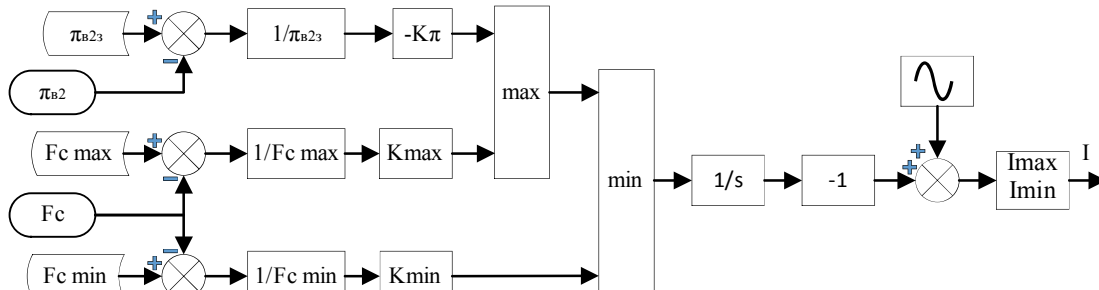 πв2з
+
−
1/πв2з
-Kπ
πв2
max
Fc max
+
−
1/Fc max
Kmax
min
1/s
-1
+
+
Imax
Imin
I
Fc
−
Fc min
+
1/Fc min
Kmin